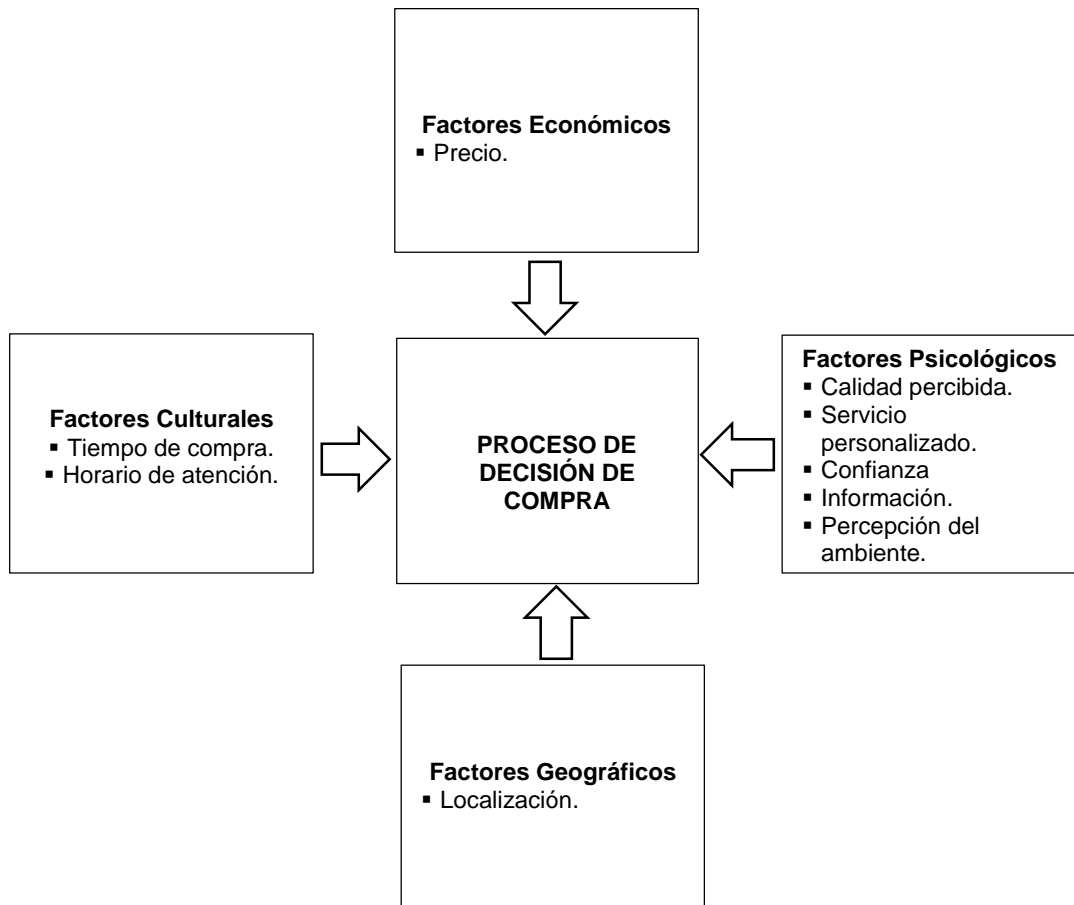 Factores Económicos
▪ Precio.
Factores Culturales
▪ Tiempo de compra.
▪ Horario de atención.
PROCESO DE
DECISIÓN DE
COMPRA
Factores Psicológicos
▪ Calidad percibida.
▪ Servicio
personalizado.
▪ Confianza
▪ Información.
▪ Percepción del
ambiente.
Factores Geográficos
▪ Localización.